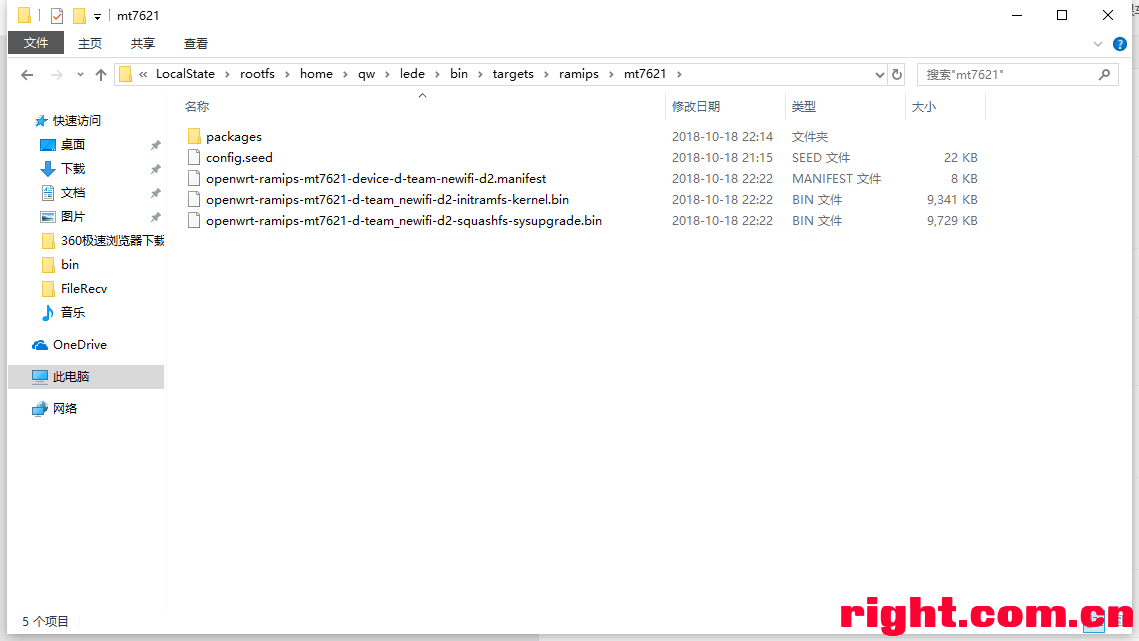 mt7621
文件 主页 共享 查看
« LocalState › rootfs › home › qw › lede › bin › targets › ramips › mt7621 › 搜索"mt7621"
名称 修改日期 类型 大小
快速访问
桌面
下载
文档
图片
360极速浏览器下载
bin
FileRecv
音乐
OneDrive
此电脑
网络
packages 2018-10-18 22:14 文件夹
config.seed 2018-10-18 21:15 SEED 文件 22 KB
openwrt-ramips-mt7621-device-d-team-newifi-d2.manifest 2018-10-18 22:22 MANIFEST 文件 8 KB
openwrt-ramips-mt7621-d-team_newifi-d2-initramfs-kernel.bin 2018-10-18 22:22 BIN 文件 9,341 KB
openwrt-ramips-mt7621-d-team_newifi-d2-squashfs-sysupgrade.bin 2018-10-18 22:22 BIN 文件 9,729 KB
5 个项目
right.com.cn